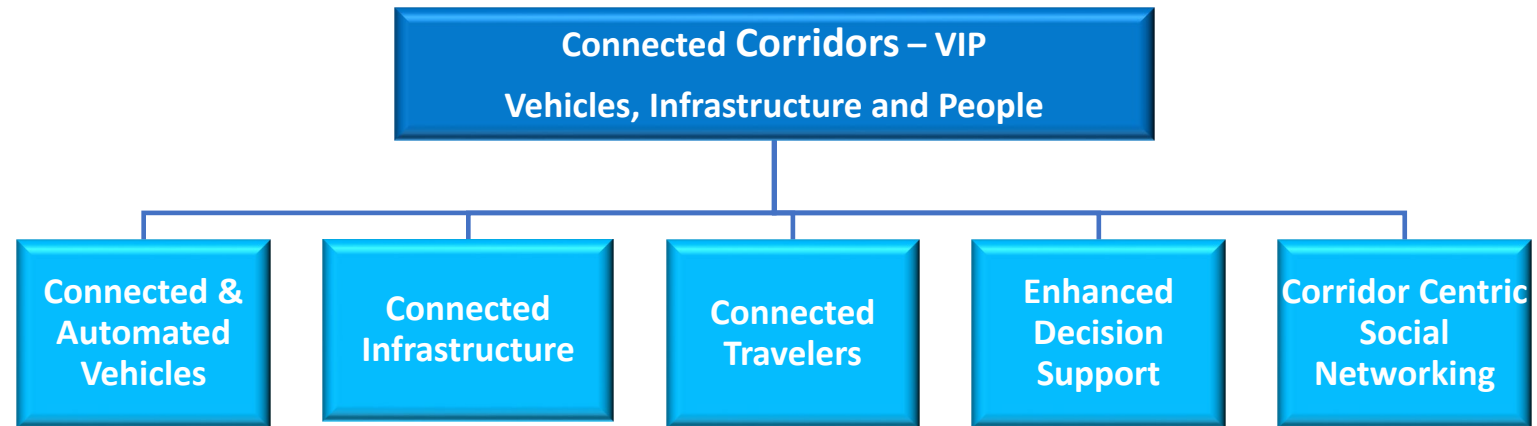 Connected Corridors – VIP
Vehicles, Infrastructure and People
Connected &
Automated
Vehicles
Connected
Infrastructure
Connected
Travelers
Enhanced
Decision
Support
Corridor Centric
Social
Networking